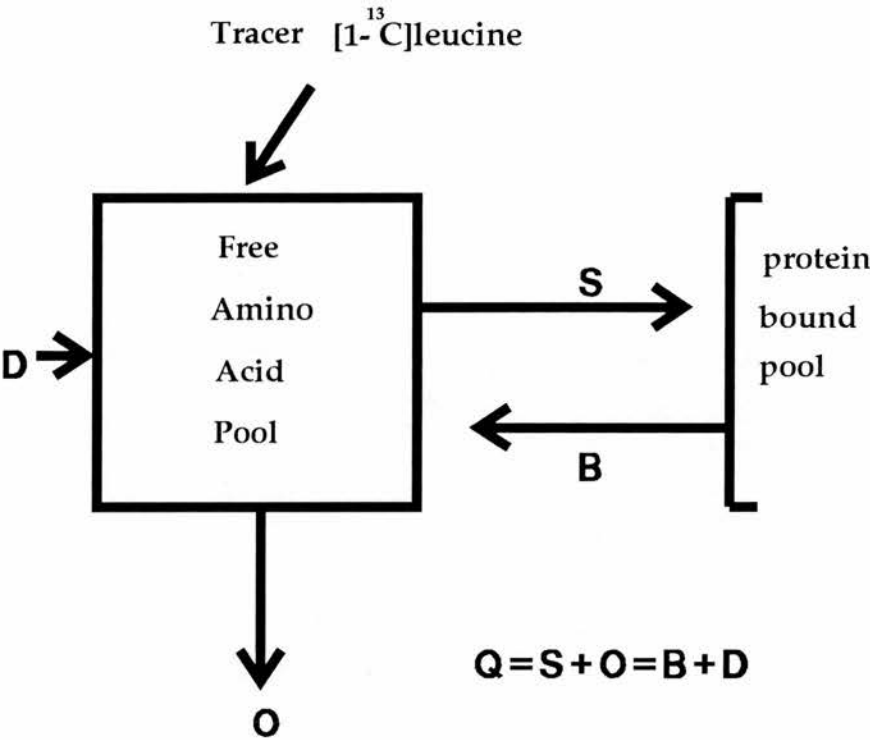 Tracer [1-¹³C]leucine
Free
Amino
Acid
Pool
D
S
B
protein
bound
pool
O
Q=S+O=B+D